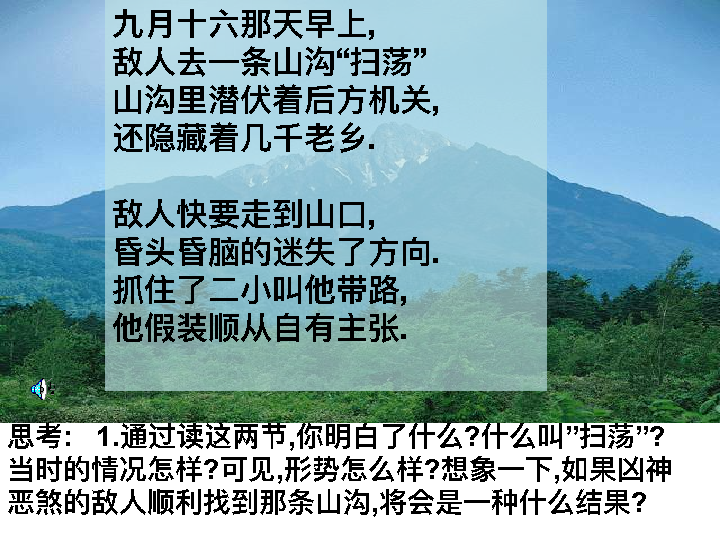 九月十六那天早上,
敌人去一条山沟“扫荡”
山沟里潜伏着后方机关,
还隐藏着几千老乡.
敌人快要走到山口,
昏头昏脑的迷失了方向.
抓住了二小叫他带路,
他假装顺从自有主张.
思考: 1.通过读这两节,你明白了什么?什么叫”扫荡”?
当时的情况怎样?可见,形势怎么样?想象一下,如果凶神
恶煞的敌人顺利找到那条山沟,将会是一种什么结果?